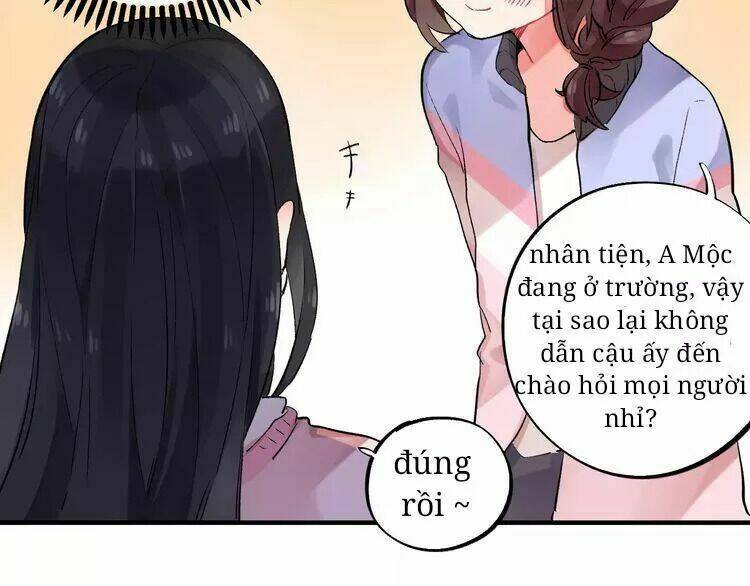 nhân tiện, A Mộc
đang ở trường, vậy
tại sao lại không
dẫn cậu ấy đến
chào hỏi mọi người
nhỉ?
đúng
rồi ~